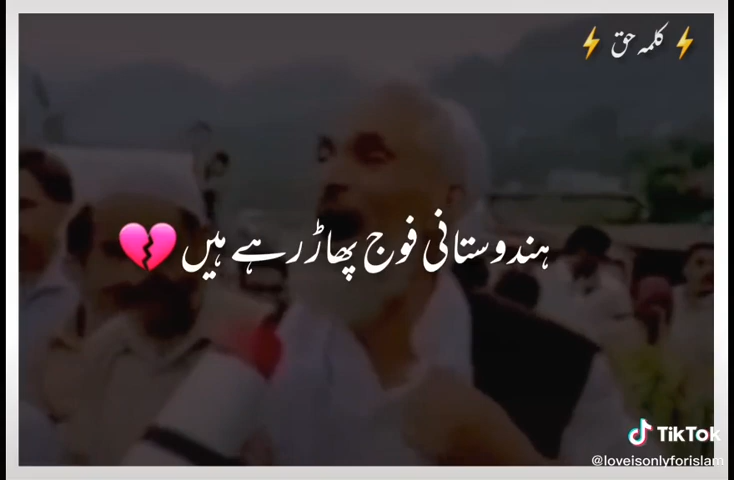 ⚡ کلمہ حق ⚡
ہندوستانی فوج پھاڑ رہے ہیں 💔
TikTok
@loveisonlyforislam